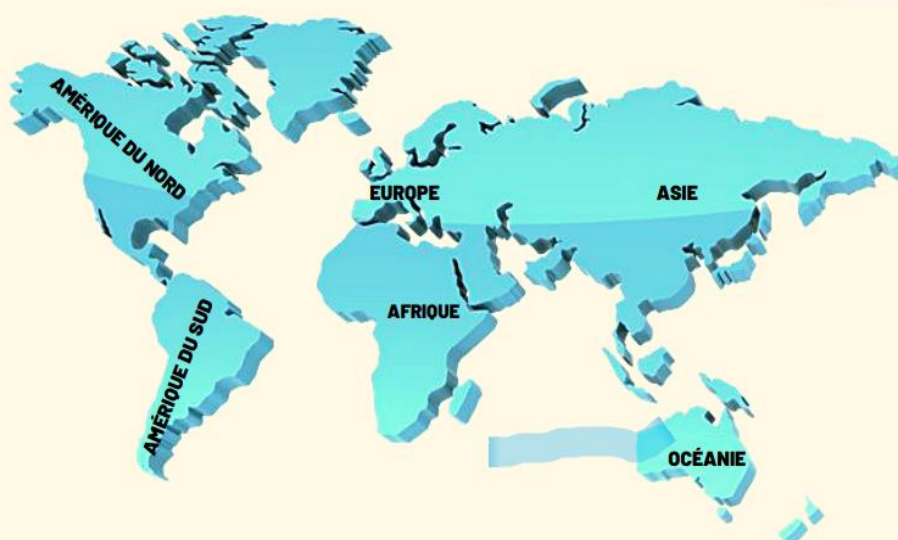 AMÉRIQUE DU NORD
EUROPE
ASIE
AFRIQUE
AMÉRIQUE DU SUD
OCÉANIE